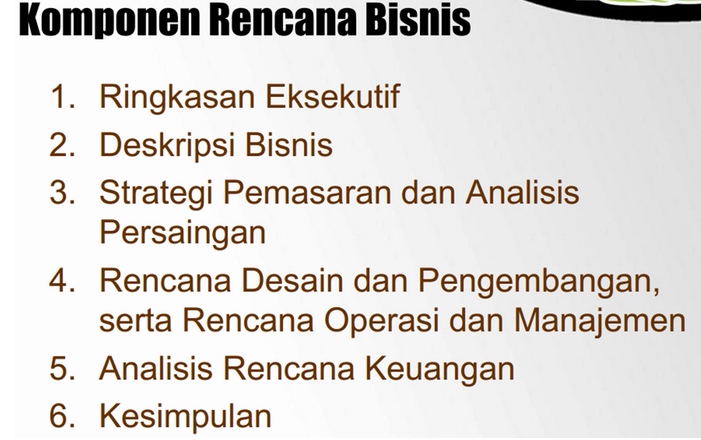 Komponen Rencana Bisnis
1. Ringkasan Eksekutif
2. Deskripsi Bisnis
3. Strategi Pemasaran dan Analisis
Persaingan
4. Rencana Desain dan Pengembangan,
serta Rencana Operasi dan Manajemen
5. Analisis Rencana Keuangan
6. Kesimpulan